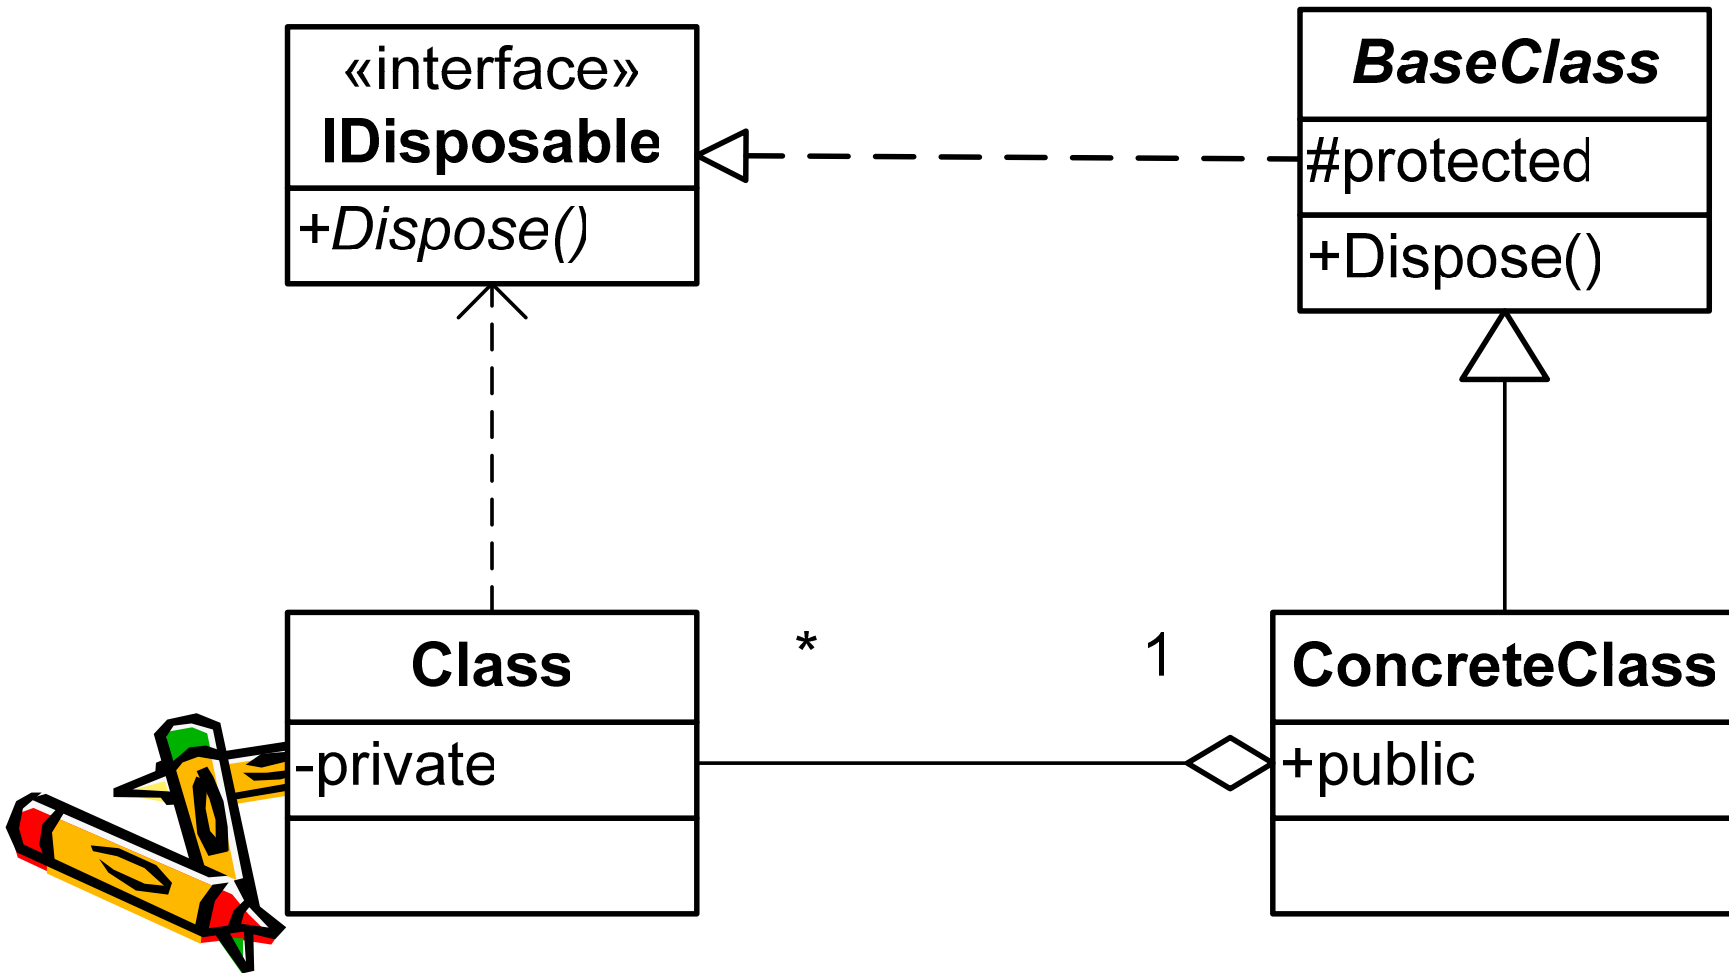 «interface»
IDisposable
+Dispose()
BaseClass
#protected
+Dispose()
Class
-private
*
1
ConcreteClass
+public